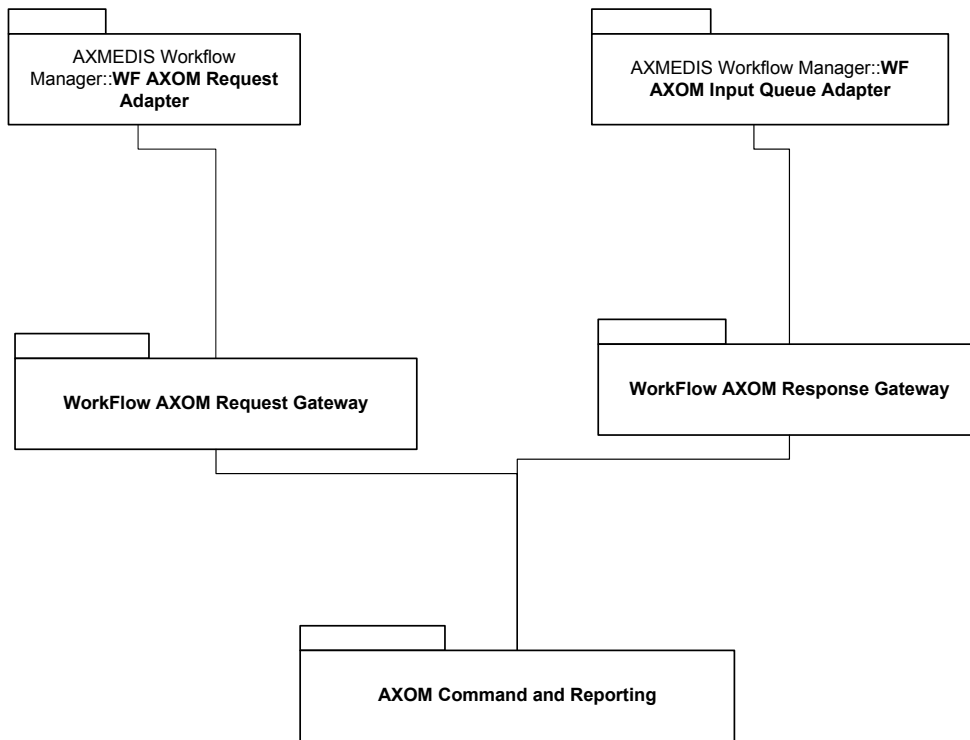 AXMEDIS Workflow
Manager::WF AXOM Request
Adapter
AXMEDIS Workflow Manager::WF
AXOM Input Queue Adapter
WorkFlow AXOM Request Gateway
WorkFlow AXOM Response Gateway
AXOM Command and Reporting